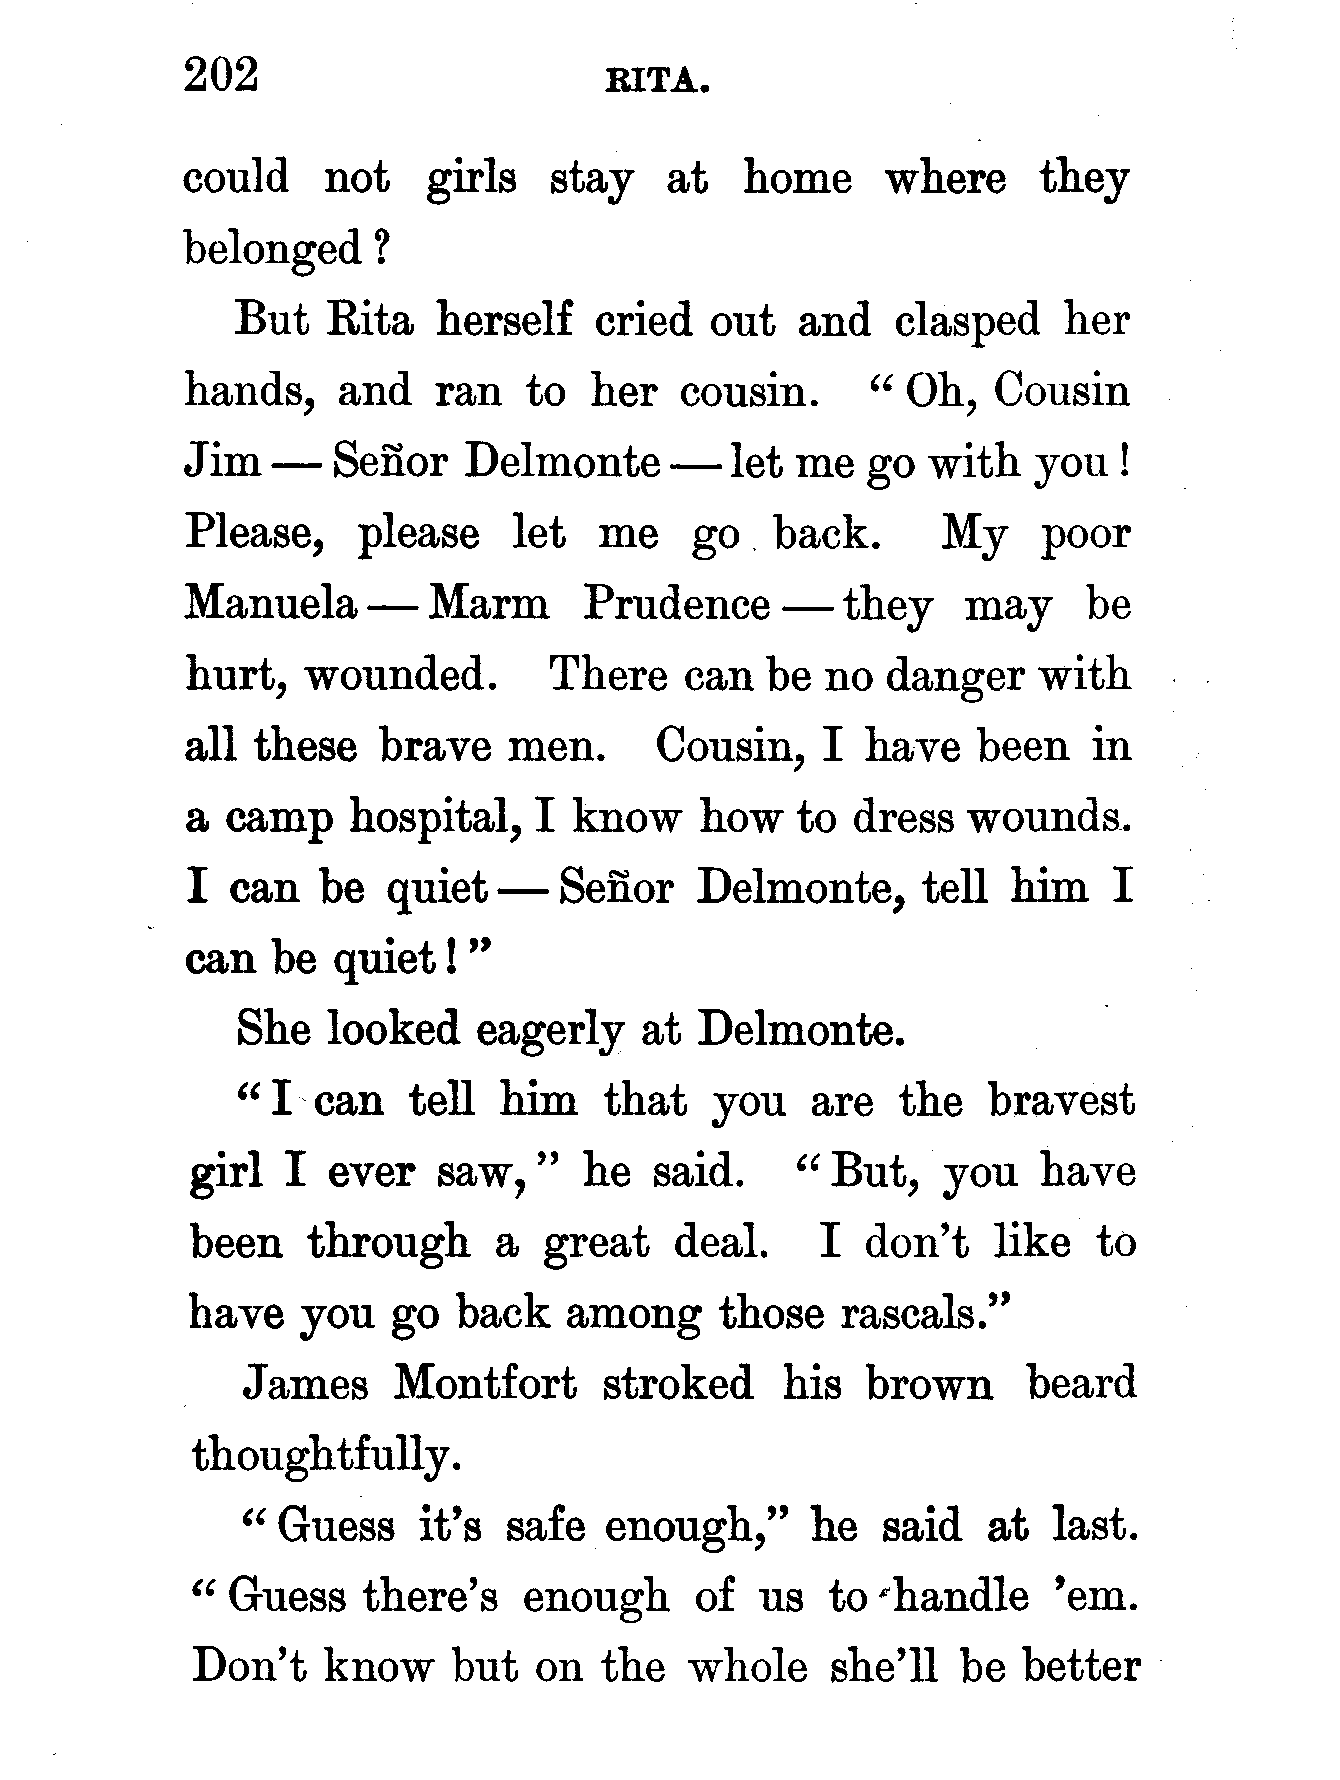 202 RITA.
could not girls stay at home where they
belonged?
But Rita herself cried out and clasped her
hands, and ran to her cousin. "Oh, Cousin
Jim — Señor Delmonte — let me go with you!
Please, please let me go back. My poor
Manuela — Marm Prudence — they may be
hurt, wounded. There can be no danger with
all these brave men. Cousin, I have been in
a camp hospital, I know how to dress wounds.
I can be quiet — Señor Delmonte, tell him I
can be quiet!"
She looked eagerly at Delmonte.
"I can tell him that you are the bravest
girl I ever saw," he said. "But, you have
been through a great deal. I don't like to
have you go back among those rascals."
James Montfort stroked his brown beard
thoughtfully.
"Guess it's safe enough," he said at last.
"Guess there's enough of us to handle 'em.
Don't know but on the whole she'll be better